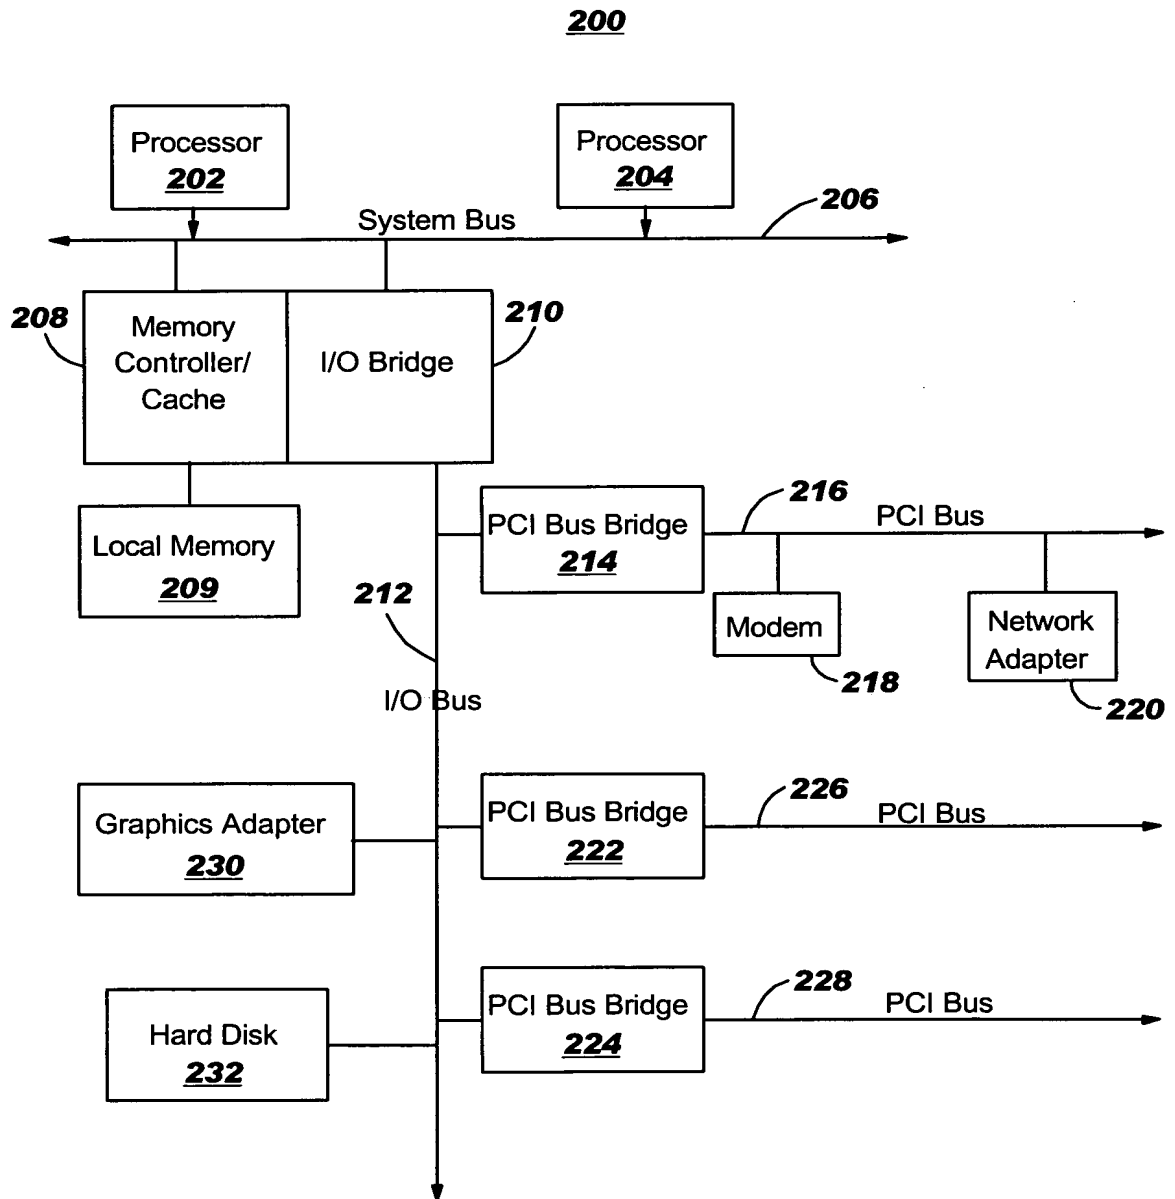 200
Processor
202
Processor
204
206
System Bus
208
Memory
Controller/
Cache
I/O Bridge
210
Local Memory
209
PCI Bus Bridge
214
216
PCI Bus
212
Modem
218
Network
Adapter
220
I/O Bus
Graphics Adapter
230
PCI Bus Bridge
222
226
PCI Bus
Hard Disk
232
PCI Bus Bridge
224
228
PCI Bus